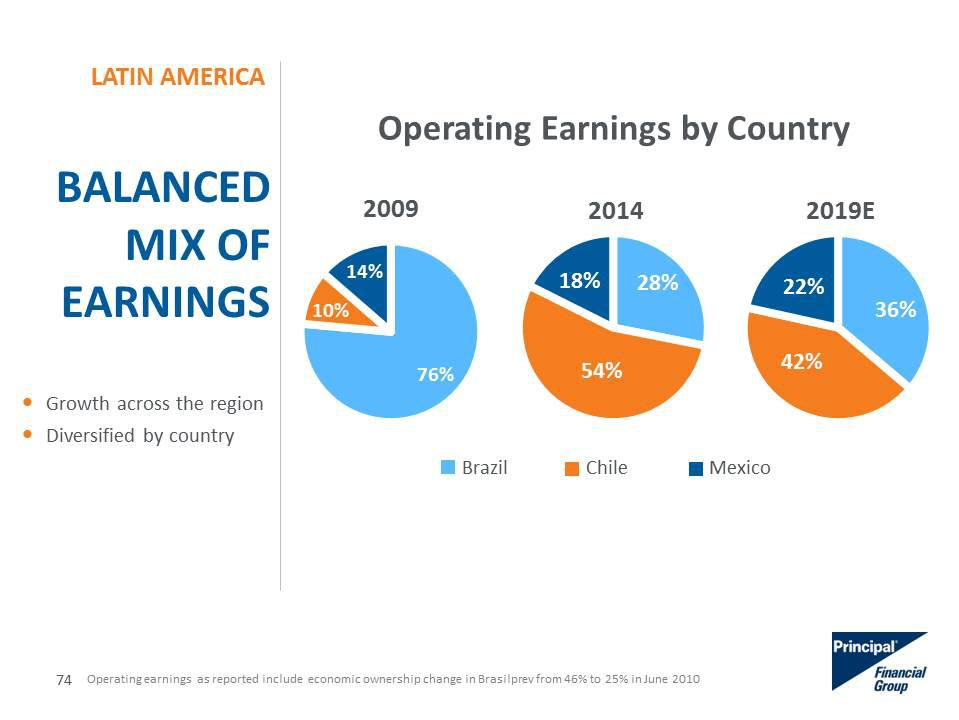 LATIN AMERICA
BALANCED
MIX OF
EARNINGS
• Growth across the region
• Diversified by country
Operating Earnings by Country
2009
14%
10%
76%
2014
18%
28%
54%
2019E
22%
36%
42%
Brazil Chile Mexico
74 Operating earnings as reported include economic ownership change in Brasilprev from 46% to 25% in June 2010
Principal®
Financial
Group